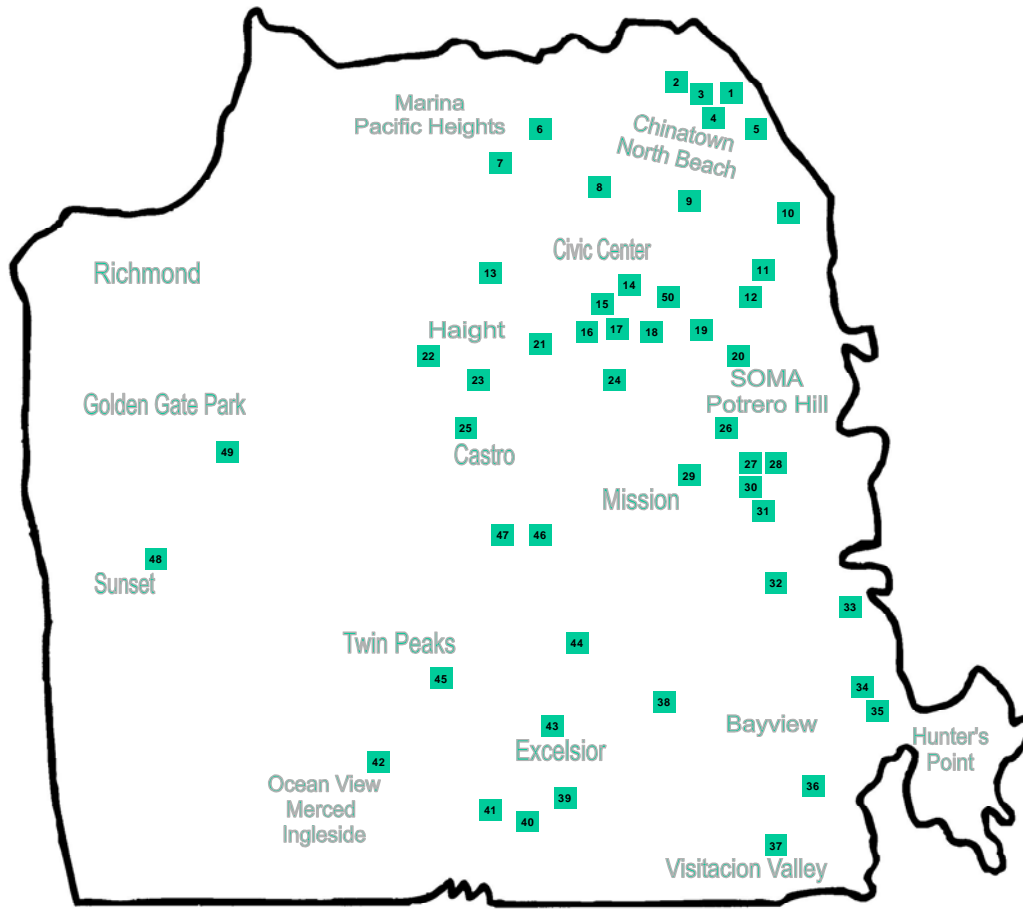 2
3
1
4
5
Marina
Pacific Heights
6
Chinatown
North Beach
7
8
9
10
Civic Center
Richmond
13
11
14
50
12
15
Haight
16
17
18
19
21
22
20
23
24
SOMA
Potrero Hill
Golden Gate Park
25
26
49
Castro
27
28
29
30
Mission
31
47
46
48
Sunset
32
33
Twin Peaks
44
45
34
38
35
43
Bayview
Hunter's
Point
Excelsior
42
Ocean View
Merced
Ingleside
36
39
41
40
37
Visitacion Valley